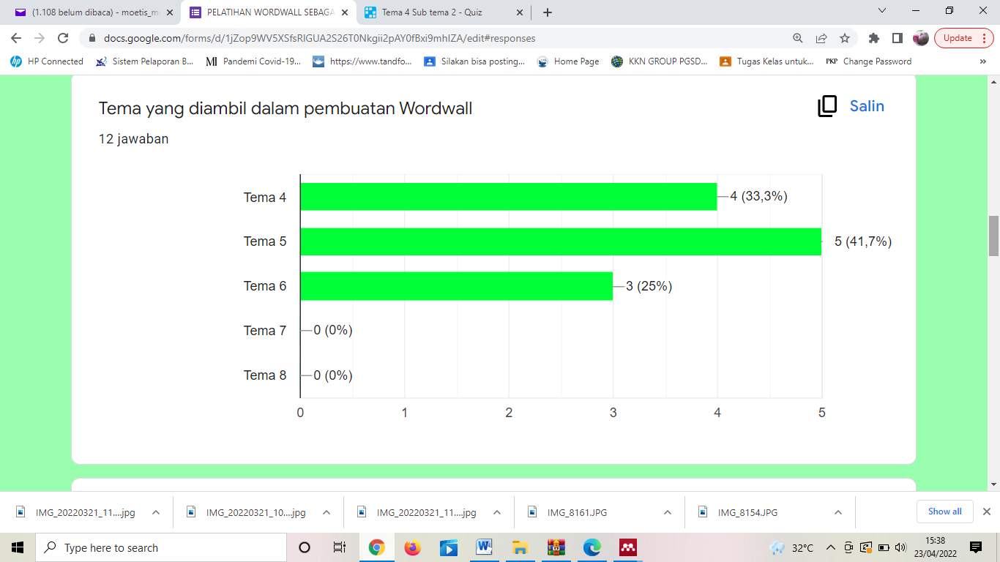 (1.108 belum dibaca) - moetis_m
PELATIHAN WORDWALL SEBAGA
Tema 4 Sub tema 2 - Quiz
docs.google.com/forms/d/1jZop9WV5XSfsRlGUA2S26T0Nkgii2pAY0fBxi9mhlZA/edit#responses
Update
HP Connected
Sistem Pelaporan B...
MI Pandemi Covid-19...
https://www.tandfo...
Silakan bisa posting...
Home Page
KKN GROUP PGSD...
Tugas Kelas untuk...
PKP Change Password
»
Tema yang diambil dalam pembuatan Wordwall
Salin
12 jawaban
Tema 4
4 (33,3%)
Tema 5
5 (41,7%)
Tema 6
3 (25%)
Tema 7
0 (0%)
Tema 8
0 (0%)
0 1 2 3 4 5
IMG_20220321_11....jpg
IMG_20220321_10....jpg
IMG_20220321_11....jpg
IMG_8161.JPG
IMG_8154.JPG
Show all
Type here to search
32°C
15:38
23/04/2022